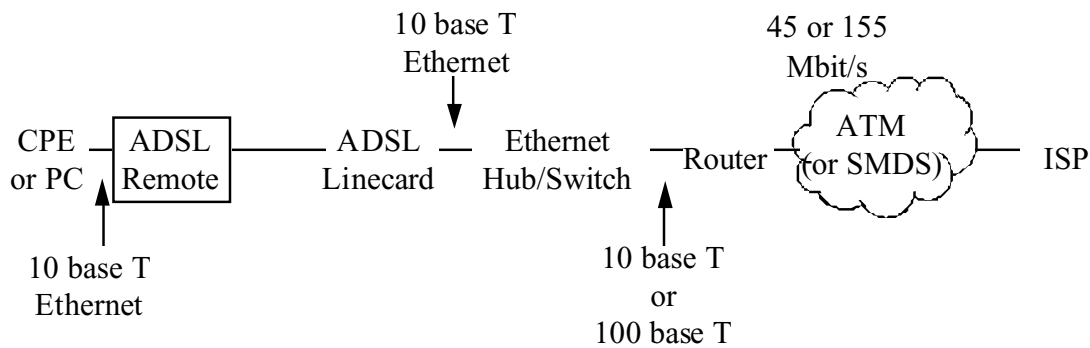 10 base T
Ethernet
45 or 155
Mbit/s
CPE
or PC
ADSL
Remote
ADSL
Linecard
Ethernet
Hub/Switch
Router
ATM
(or SMDS)
ISP
10 base T
Ethernet
10 base T
or
100 base T